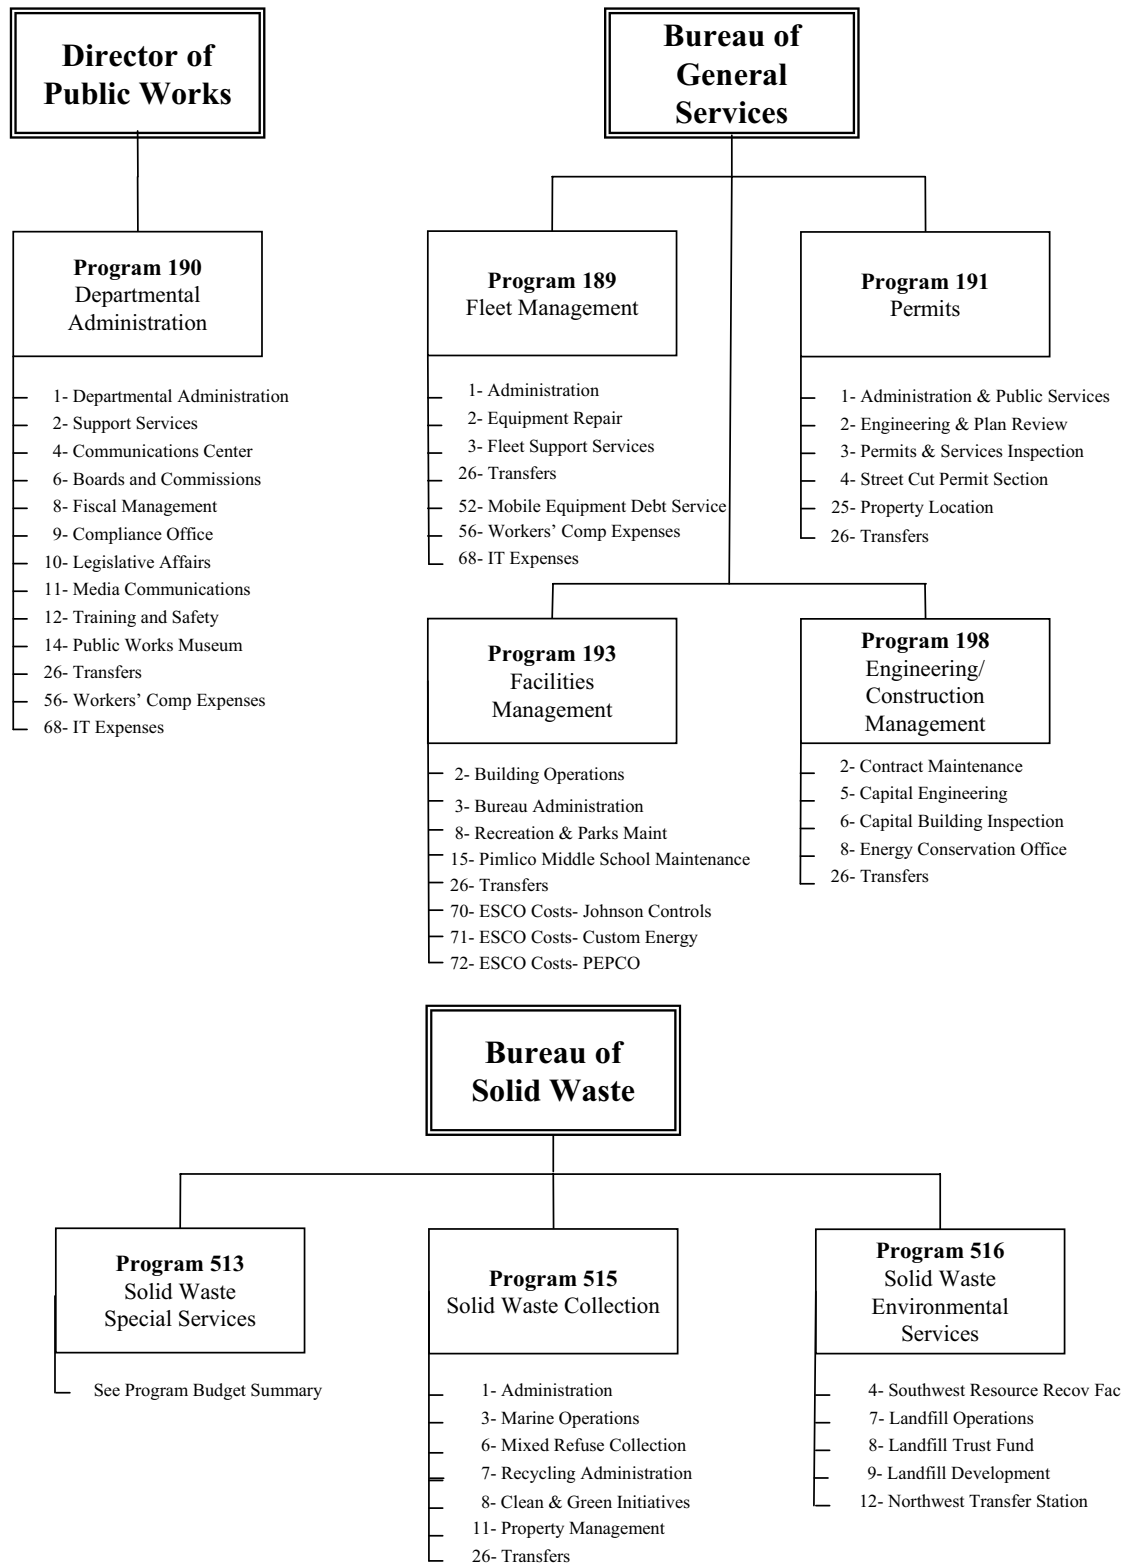 Director of
Public Works
Bureau of
General
Services
Program 190
Departmental
Administration
1- Departmental Administration
2- Support Services
4- Communications Center
6- Boards and Commissions
8- Fiscal Management
9- Compliance Office
10- Legislative Affairs
11- Media Communications
12- Training and Safety
14- Public Works Museum
26- Transfers
56- Workers’ Comp Expenses
68- IT Expenses
Program 189
Fleet Management
1- Administration
2- Equipment Repair
3- Fleet Support Services
26- Transfers
52- Mobile Equipment Debt Service
56- Workers’ Comp Expenses
68- IT Expenses
Program 191
Permits
1- Administration & Public Services
2- Engineering & Plan Review
3- Permits & Services Inspection
4- Street Cut Permit Section
25- Property Location
26- Transfers
Program 193
Facilities
Management
2- Building Operations
3- Bureau Administration
8- Recreation & Parks Maint
15- Pimlico Middle School Maintenance
26- Transfers
70- ESCO Costs- Johnson Controls
71- ESCO Costs- Custom Energy
72- ESCO Costs- PEPCO
Program 198
Engineering/
Construction
Management
2- Contract Maintenance
5- Capital Engineering
6- Capital Building Inspection
8- Energy Conservation Office
26- Transfers
Bureau of
Solid Waste
Program 513
Solid Waste
Special Services
See Program Budget Summary
Program 515
Solid Waste Collection
1- Administration
3- Marine Operations
6- Mixed Refuse Collection
7- Recycling Administration
8- Clean & Green Initiatives
11- Property Management
26- Transfers
Program 516
Solid Waste
Environmental
Services
4- Southwest Resource Recov Fac
7- Landfill Operations
8- Landfill Trust Fund
9- Landfill Development
12- Northwest Transfer Station